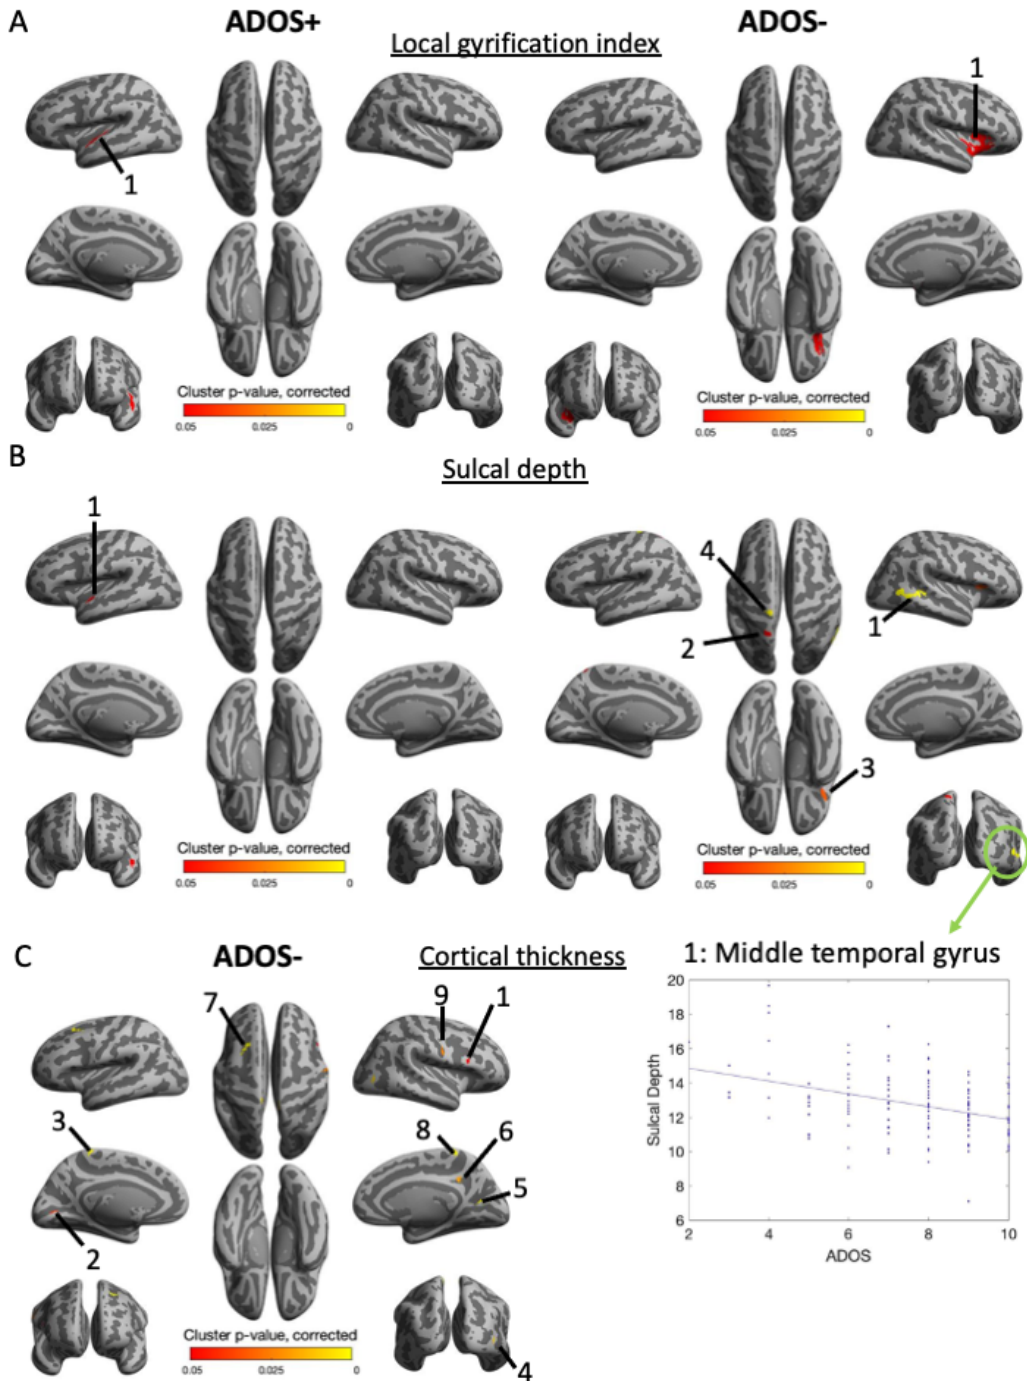 A
ADOS+
ADOS-
Local gyrification index
1
1
Cluster p-value, corrected
0.05 0.025 0
Cluster p-value, corrected
0.05 0.025 0
B
Sulcal depth
1
4
2
1
3
Cluster p-value, corrected
0.05 0.025 0
Cluster p-value, corrected
0.05 0.025 0
C
ADOS-
Cortical thickness
7
9
1
3
8
6
5
2
4
Cluster p-value, corrected
0.05 0.025 0
1: Middle temporal gyrus
20
18
16
14
12
10
8
6
Sulcal Depth
2 4 6 8 10
ADOS